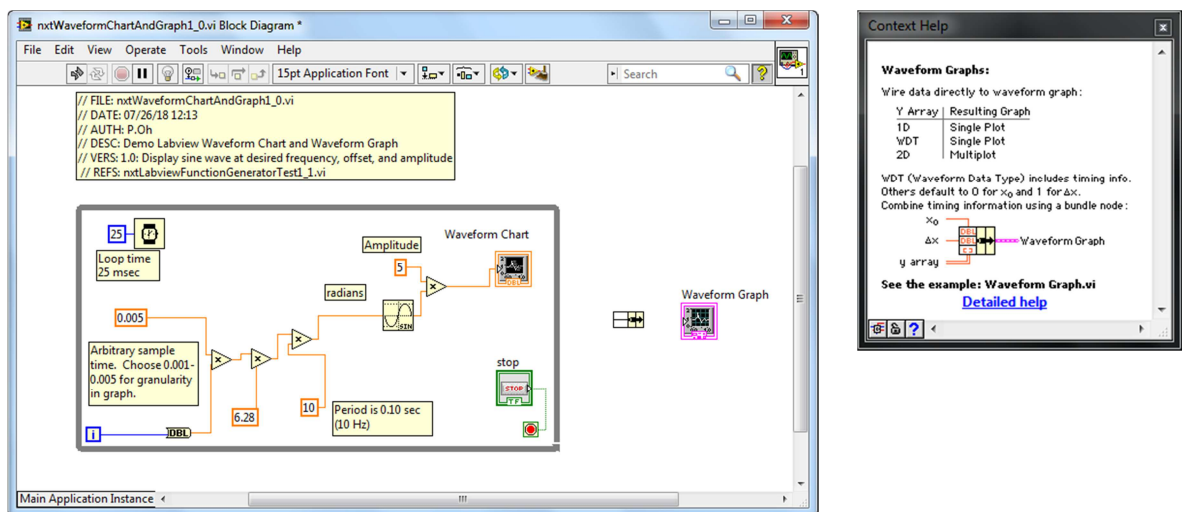 nxtWaveformChartAndGraph1_0.vi Block Diagram *
File Edit View Operate Tools Window Help
15pt Application Font
Search
1
// FILE: nxtWaveformChartAndGraph1_0.vi
// DATE: 07/26/18 12:13
// AUTH: P.Oh
// DESC: Demo Labview Waveform Chart and Waveform Graph
// VERS: 1.0: Display sine wave at desired frequency, offset, and amplitude
// REFS: nxtLabviewFunctionGeneratorTest1_1.vi
25
Loop time
25 msec
Amplitude
5
Waveform Chart
DBL
radians
SIN
0.005
Arbitrary sample
time. Choose 0.001-
0.005 for granularity
in graph.
6.28
10
Period is 0.10 sec
(10 Hz)
i
DBL
stop
STOP
TF
Waveform Graph
Main Application Instance
Context Help
Waveform Graphs:
Wire data directly to waveform graph:
Y Array Resulting Graph
1D Single Plot
WDT Single Plot
2D Multiplot
WDT (Waveform Data Type) includes timing info.
Others default to 0 for x0 and 1 for Δx.
Combine timing information using a bundle node:
x0
DBL
Δx
DBL
Waveform Graph
y array
See the example: Waveform Graph.vi
Detailed help
?